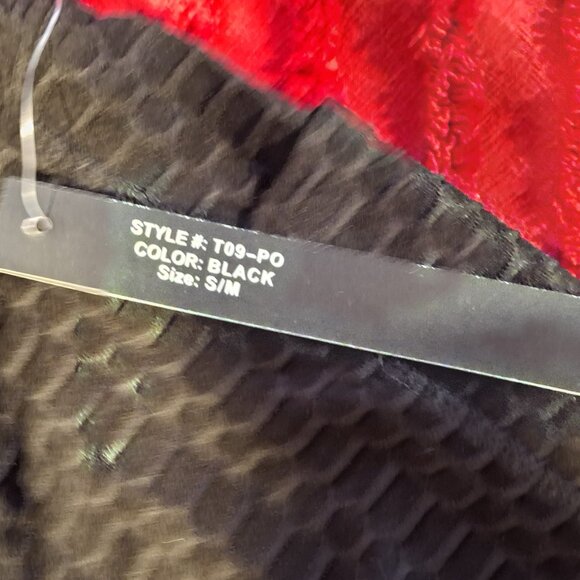 STYLE #: T09-PO
COLOR: BLACK
Size: S/M